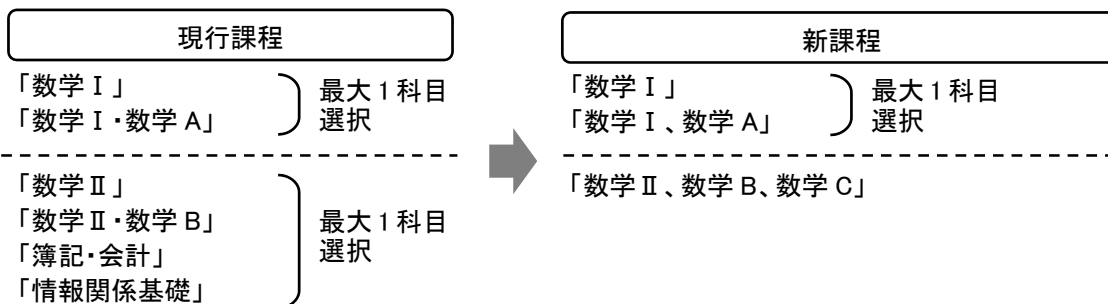 現行課程
「数学Ⅰ」
「数学Ⅰ・数学A」
最大1科目
選択
「数学Ⅱ」
「数学Ⅱ・数学B」
「簿記・会計」
「情報関係基礎」
最大1科目
選択
新課程
「数学Ⅰ」
「数学Ⅰ、数学A」
最大1科目
選択
「数学Ⅱ、数学B、数学C」